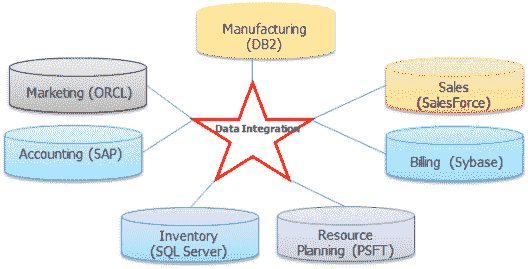 Manufacturing
(DB2)
Marketing (ORCL)
Sales
(SalesForce)
Data Integration
Accounting (SAP)
Billing (Sybase)
Inventory
(SQL Server)
Resource
Planning (PSFT)